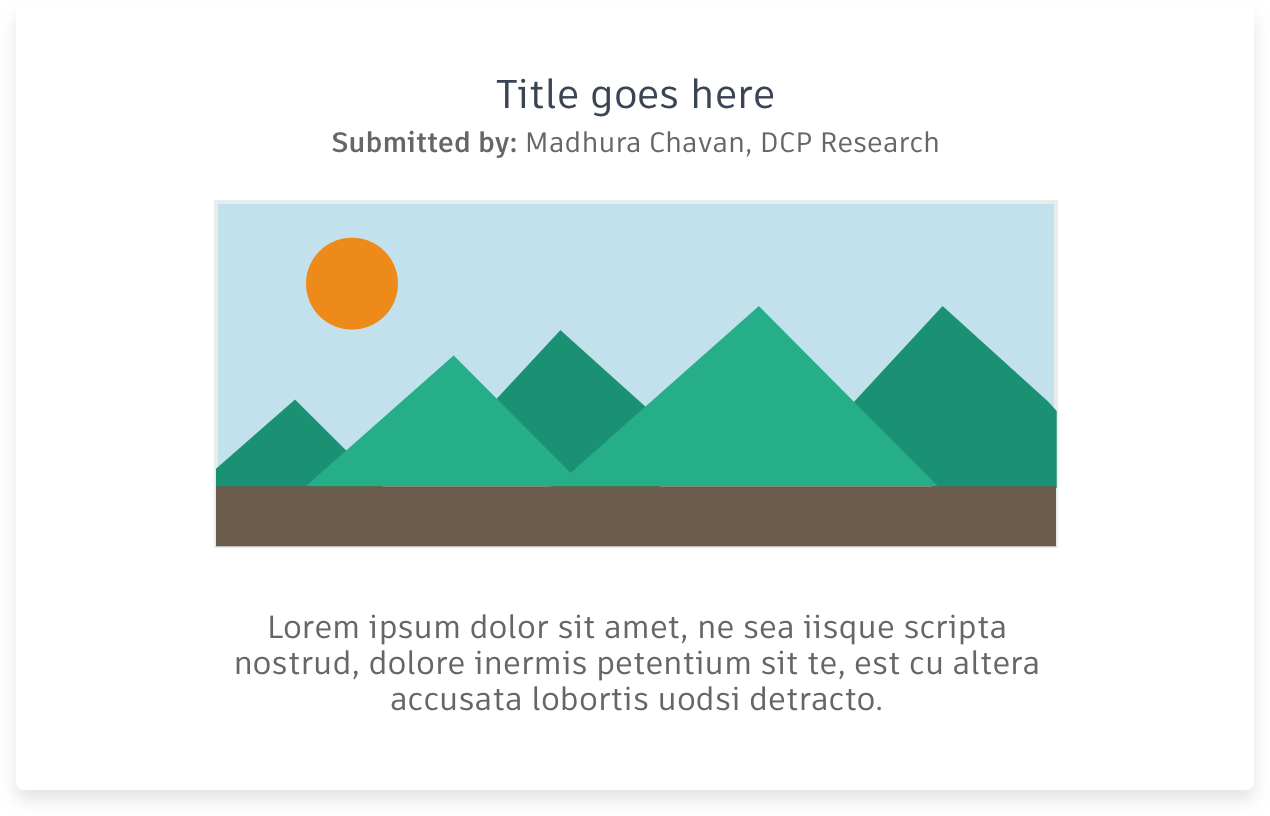 Title goes here
Submitted by: Madhura Chavan, DCP Research
Lorem ipsum dolor sit amet, ne sea iisque scripta
nostrud, dolore inermis petentium sit te, est cu altera
accusata lobortis uodsi detracto.